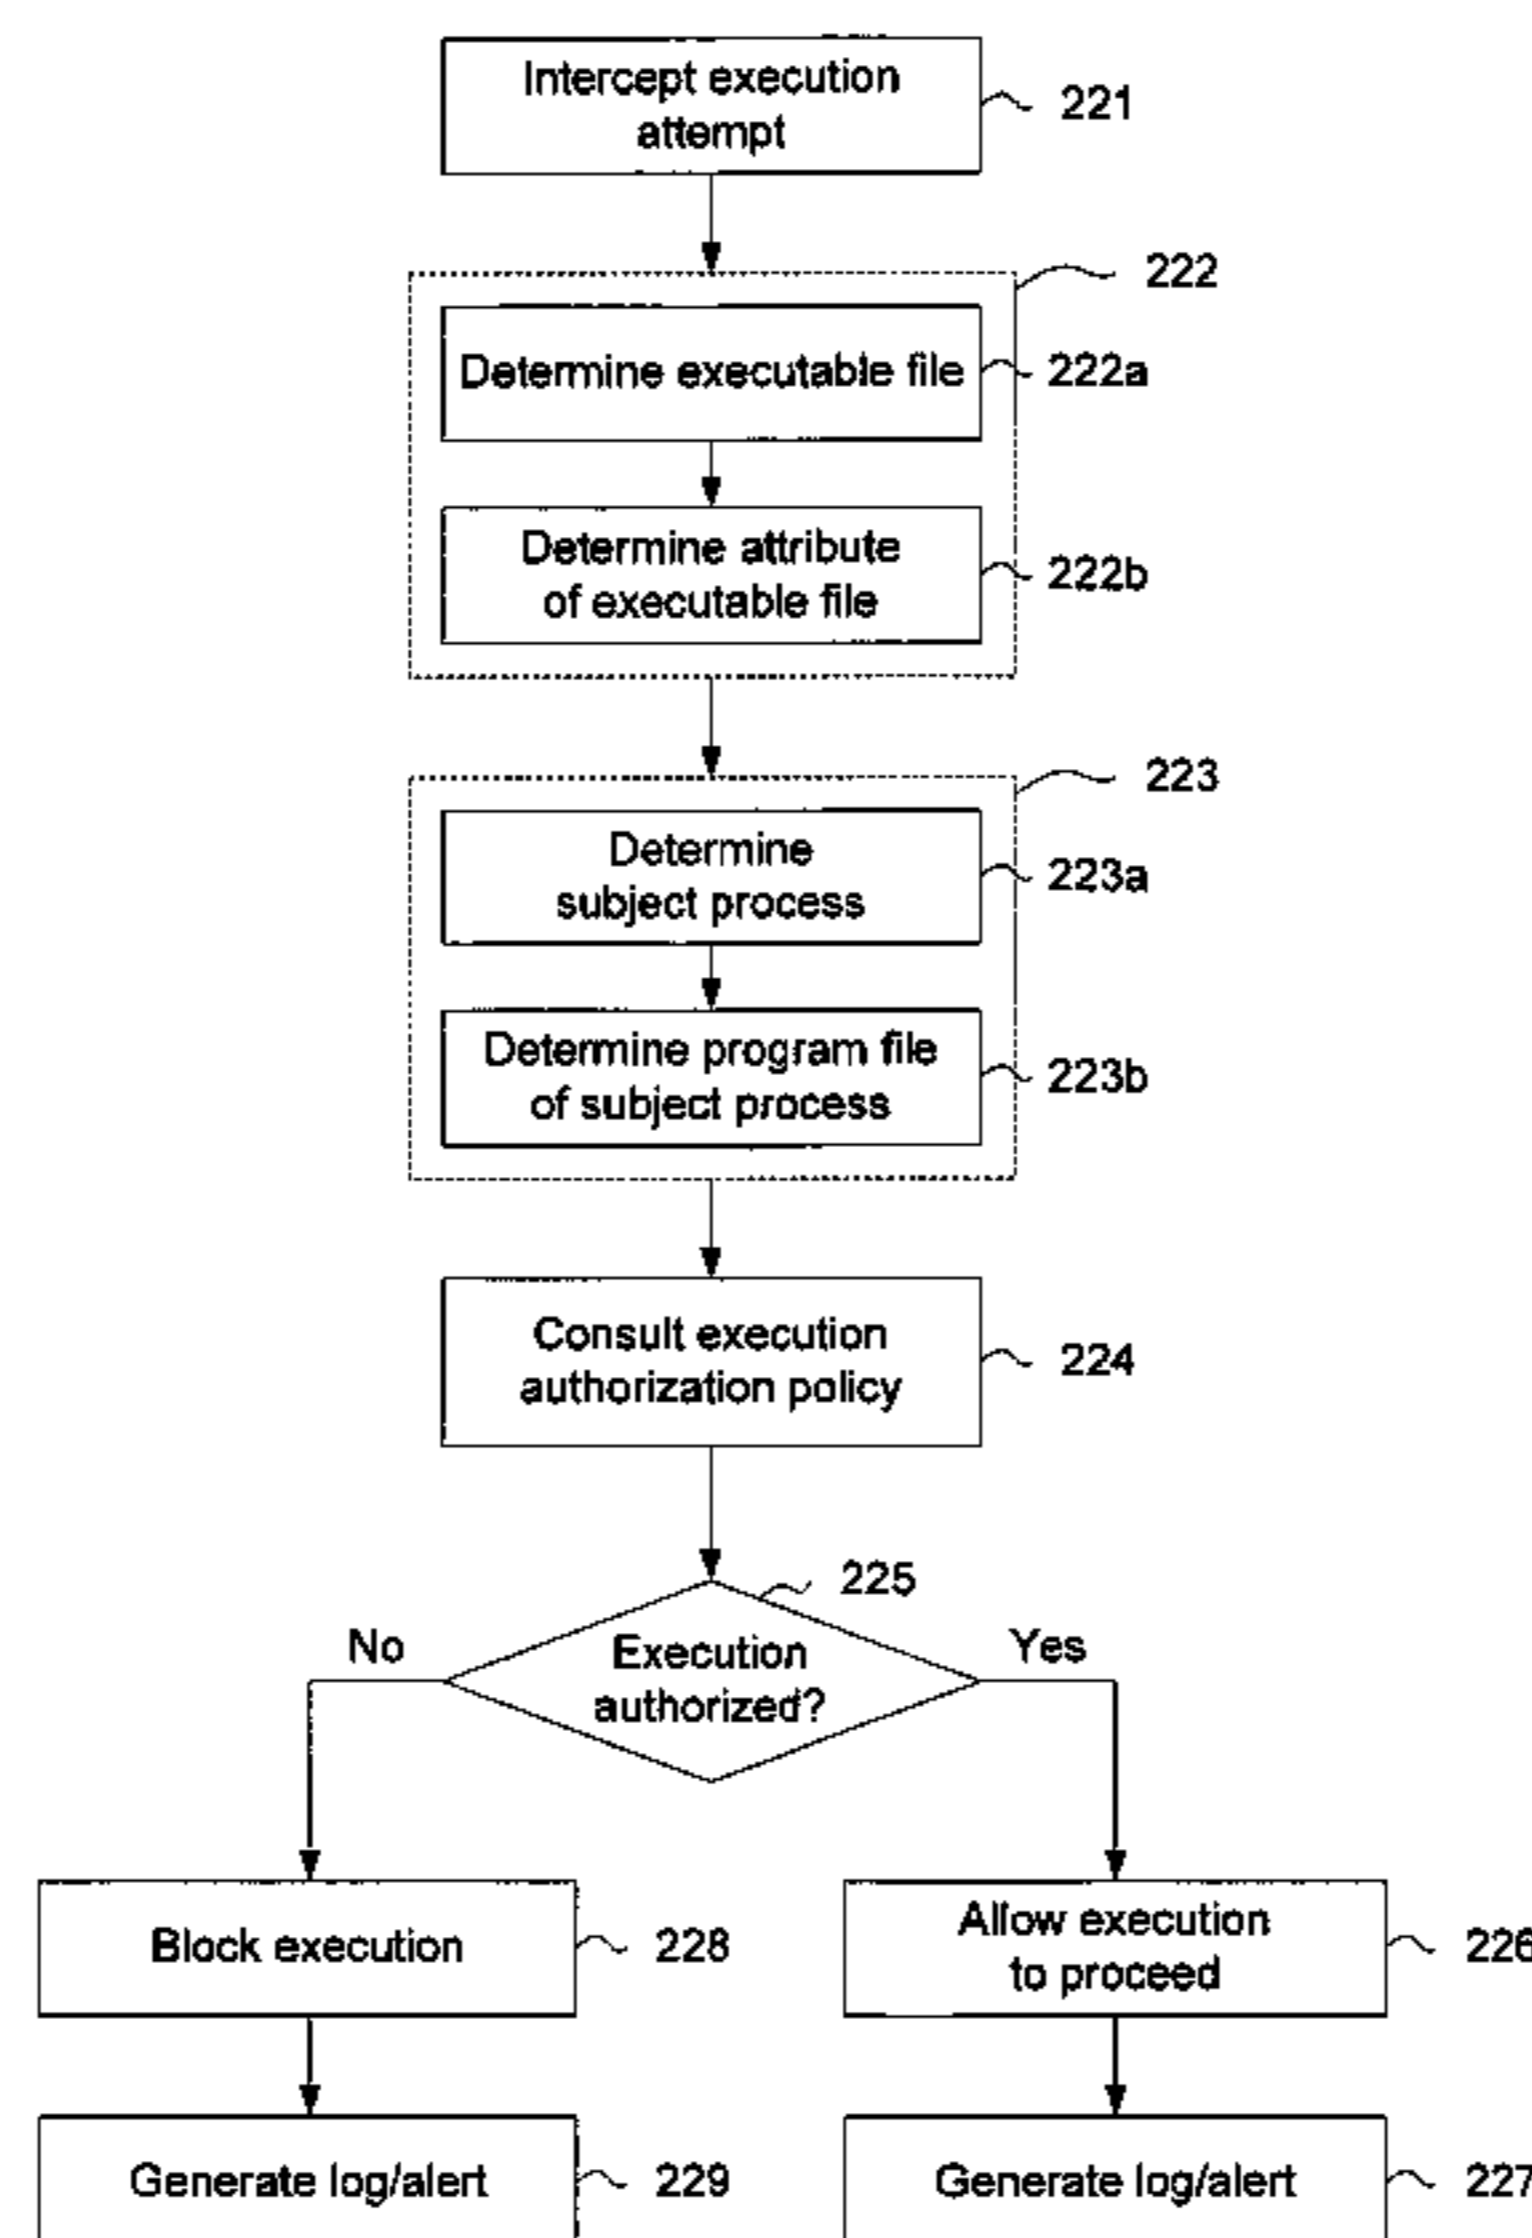 Intercept execution
attempt
221
222
Determine executable file
222a
Determine attribute
of executable file
222b
223
Determine
subject process
223a
Determine program file
of subject process
223b
Consult execution
authorization policy
224
225
No
Execution
authorized?
Yes
Block execution
228
Allow execution
to proceed
226
Generate log/alert
229
Generate log/alert
227